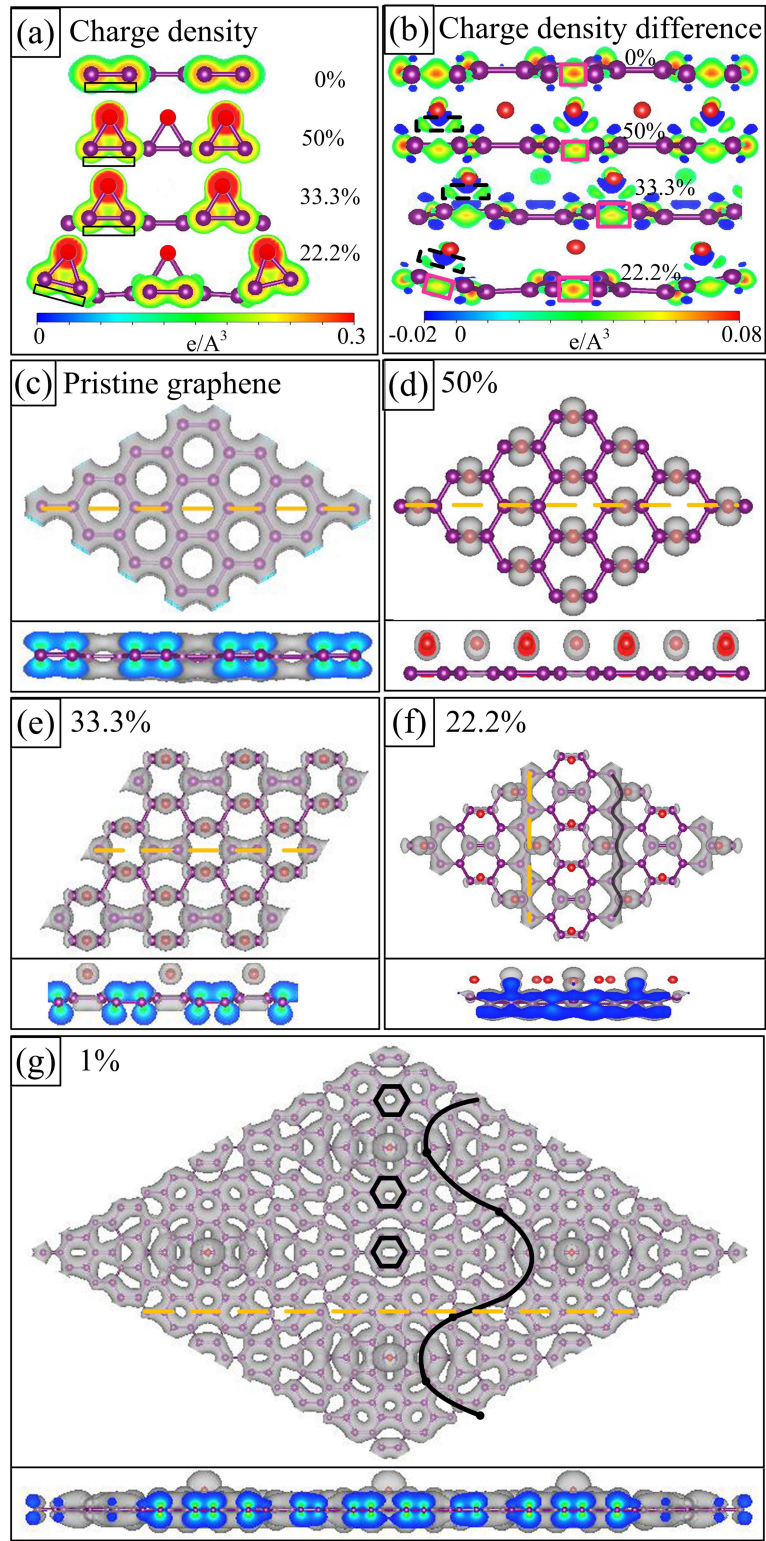 (a) Charge density
0%
50%
33.3%
22.2%
0 0.3
e/A³
(b) Charge density difference
0%
50%
33.3%
22.2%
-0.02 0 0.08
e/A³
(c) Pristine graphene
(d) 50%
(e) 33.3%
(f) 22.2%
(g) 1%